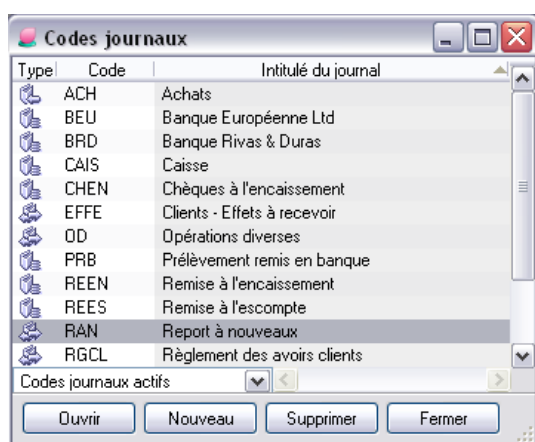 Codes journaux
Type Code Intitulé du journal
ACH Achats
BEU Banque Européenne Ltd
BRD Banque Rivas & Duras
CAIS Caisse
CHEN Chèques à l'encaissement
EFFE Clients - Effets à recevoir
OD Opérations diverses
PRB Prélèvement remis en banque
REEN Remise à l'encaissement
REES Remise à l'escompte
RAN Report à nouveaux
RGCL Règlement des avoirs clients
Codes journaux actifs
Ouvrir Nouveau Supprimer Fermer